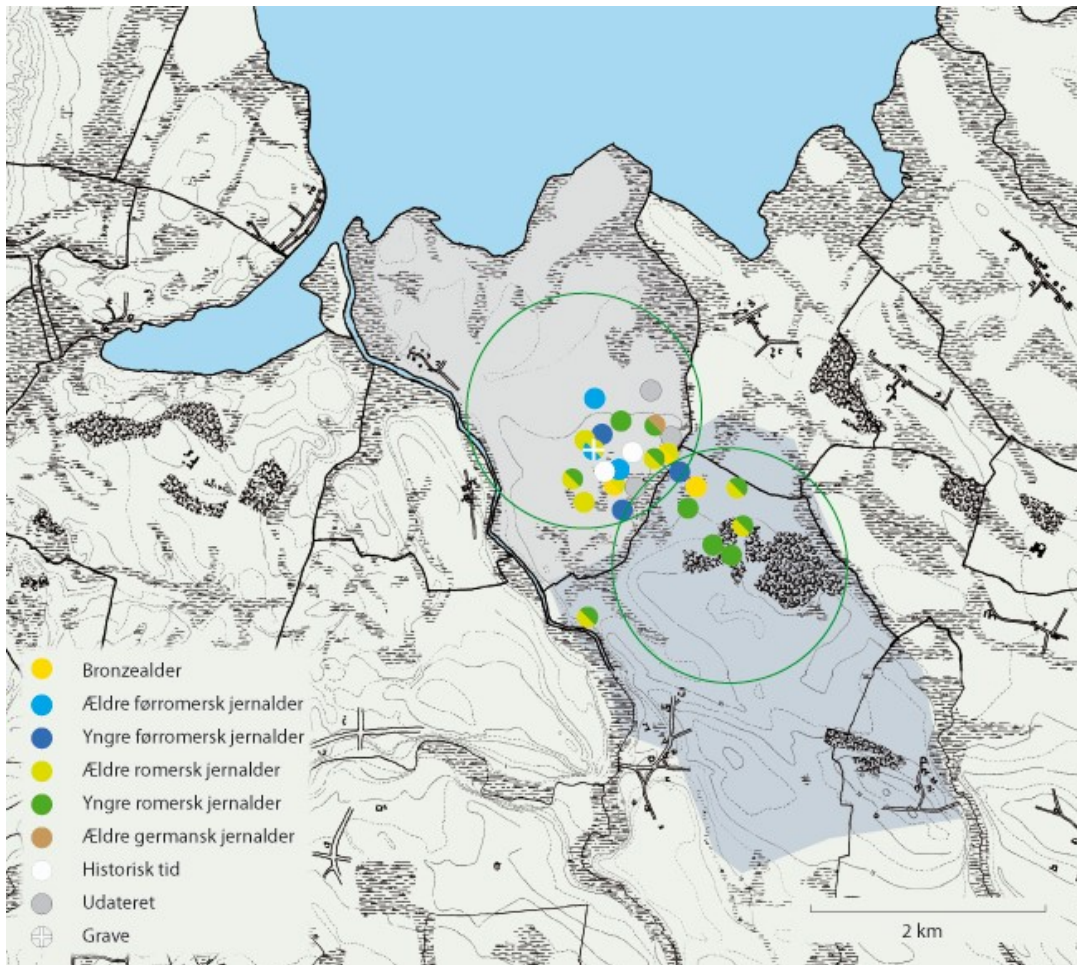 Bronzealder
Ældre førromersk jernalder
Yngre førromersk jernalder
Ældre romersk jernalder
Yngre romersk jernalder
Ældre germansk jernalder
Historisk tid
Udateret
Grave
2 km